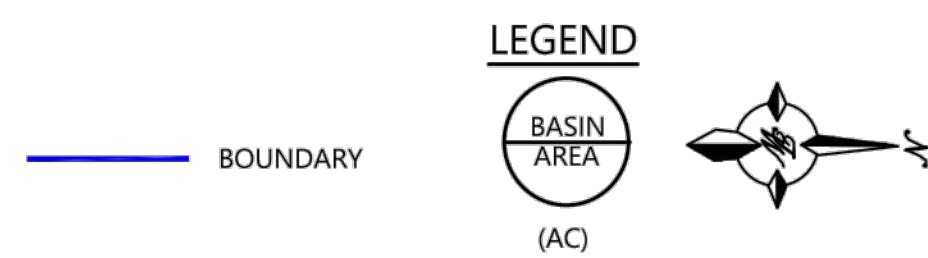 LEGEND
BASIN
AREA
(AC)
BOUNDARY
N